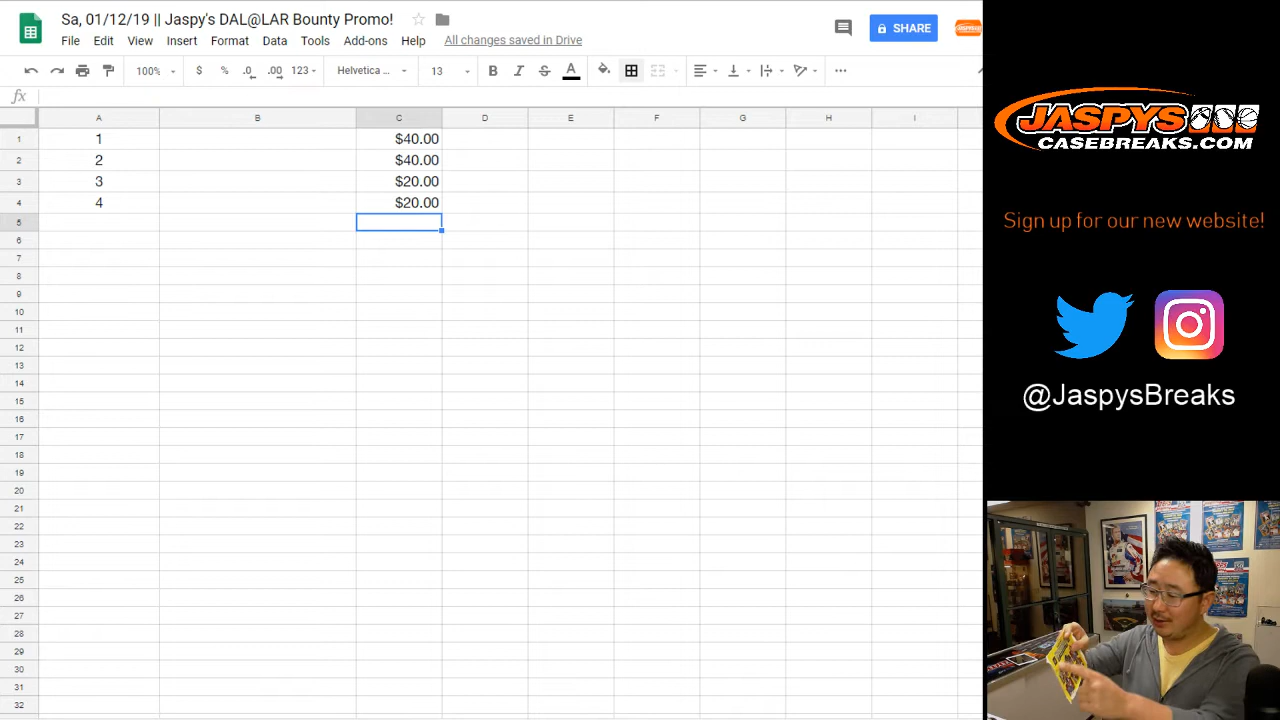 Sa, 01/12/19 || Jaspy's DAL@LAR Bounty Promo!
File Edit View Insert Format Tools Add-ons Help All changes saved in Drive
SHARE
100% $ % .0 .00 123 Helvetica ... 13 B I S A
fx
A B C D E F G H I
1 1 $40.00
2 2 $40.00
3 3 $20.00
4 4 $20.00
5
6
7
8
9
10
11
12
13
14
15
16
17
18
19
20
21
22
23
24
25
26
27
28
29
30
31
32
JASPYS
CASEBREAKS.COM
Sign up for our new website!
@JaspysBreaks